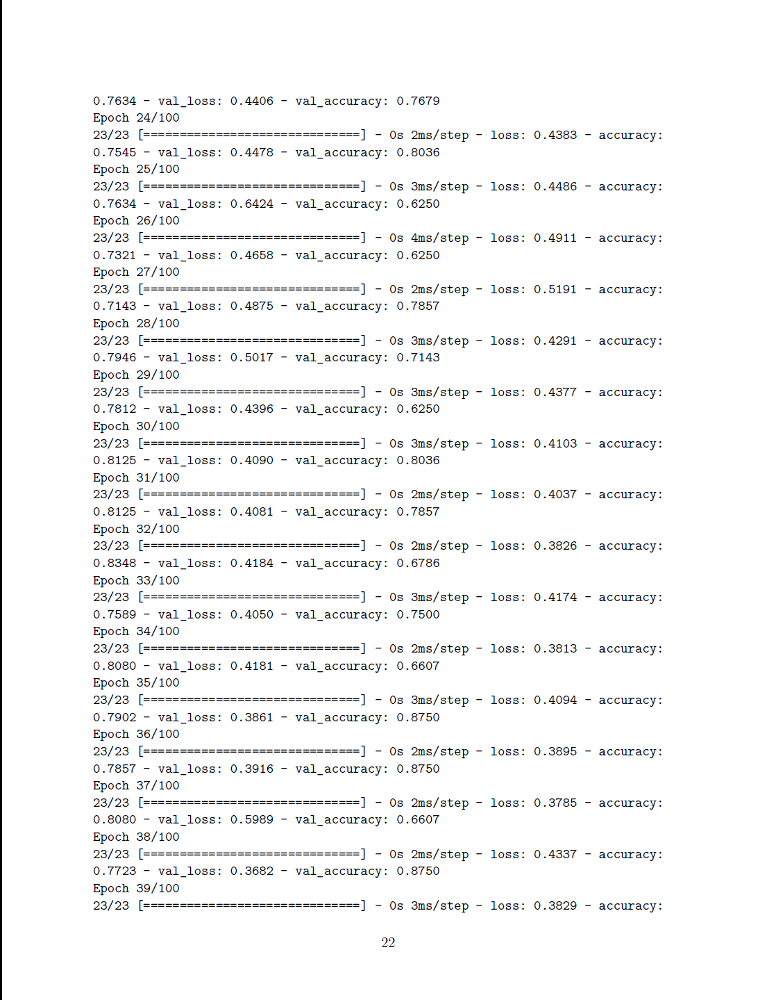 0.7634 - val_loss: 0.4406 - val_accuracy: 0.7679
Epoch 24/100
23/23 [==============================] - 0s 2ms/step - loss: 0.4383 - accuracy:
0.7545 - val_loss: 0.4478 - val_accuracy: 0.8036
Epoch 25/100
23/23 [==============================] - 0s 3ms/step - loss: 0.4486 - accuracy:
0.7634 - val_loss: 0.6424 - val_accuracy: 0.6250
Epoch 26/100
23/23 [==============================] - 0s 4ms/step - loss: 0.4911 - accuracy:
0.7321 - val_loss: 0.4658 - val_accuracy: 0.6250
Epoch 27/100
23/23 [==============================] - 0s 2ms/step - loss: 0.5191 - accuracy:
0.7143 - val_loss: 0.4875 - val_accuracy: 0.7857
Epoch 28/100
23/23 [==============================] - 0s 3ms/step - loss: 0.4291 - accuracy:
0.7946 - val_loss: 0.5017 - val_accuracy: 0.7143
Epoch 29/100
23/23 [==============================] - 0s 3ms/step - loss: 0.4377 - accuracy:
0.7812 - val_loss: 0.4396 - val_accuracy: 0.6250
Epoch 30/100
23/23 [==============================] - 0s 3ms/step - loss: 0.4103 - accuracy:
0.8125 - val_loss: 0.4090 - val_accuracy: 0.8036
Epoch 31/100
23/23 [==============================] - 0s 2ms/step - loss: 0.4037 - accuracy:
0.8125 - val_loss: 0.4081 - val_accuracy: 0.7857
Epoch 32/100
23/23 [==============================] - 0s 2ms/step - loss: 0.3826 - accuracy:
0.8348 - val_loss: 0.4184 - val_accuracy: 0.6786
Epoch 33/100
23/23 [==============================] - 0s 3ms/step - loss: 0.4174 - accuracy:
0.7589 - val_loss: 0.4050 - val_accuracy: 0.7500
Epoch 34/100
23/23 [==============================] - 0s 2ms/step - loss: 0.3813 - accuracy:
0.8080 - val_loss: 0.4181 - val_accuracy: 0.6607
Epoch 35/100
23/23 [==============================] - 0s 3ms/step - loss: 0.4094 - accuracy:
0.7902 - val_loss: 0.3861 - val_accuracy: 0.8750
Epoch 36/100
23/23 [==============================] - 0s 2ms/step - loss: 0.3895 - accuracy:
0.7857 - val_loss: 0.3916 - val_accuracy: 0.8750
Epoch 37/100
23/23 [==============================] - 0s 2ms/step - loss: 0.3785 - accuracy:
0.8080 - val_loss: 0.5989 - val_accuracy: 0.6607
Epoch 38/100
23/23 [==============================] - 0s 2ms/step - loss: 0.4337 - accuracy:
0.7723 - val_loss: 0.3682 - val_accuracy: 0.8750
Epoch 39/100
23/23 [==============================] - 0s 3ms/step - loss: 0.3829 - accuracy:
22